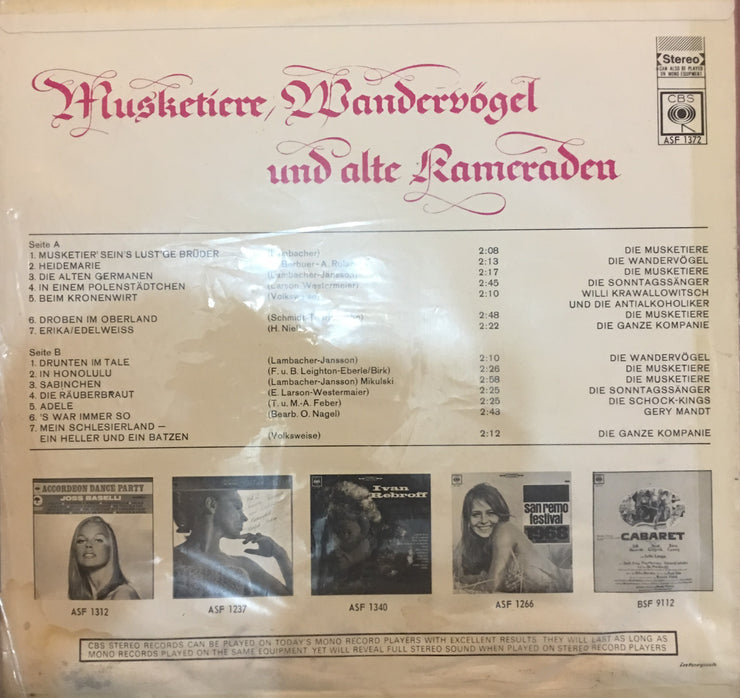 Musketiere, Wandervögel
und alte Kameraden
Stereo
CAN ALSO BE PLAYED
ON MONO EQUIPMENT
CBS
ASF 1372
Seite A
1. MUSKETIER' SEIN'S LUST'GE BRÜDER (Lambacher) 2:08 DIE MUSKETIERE
2. HEIDEMARIE Berbuer-A. 2:13 DIE WANDERVÖGEL
3. DIE ALTEN GERMANEN (Lambacher-Jansson) 2:17 DIE MUSKETIERE
4. IN EINEM POLENSTÄDTCHEN (Larson-Westermeier) 2:45 DIE SONNTAGSSÄNGER
5. BEIM KRONENWIRT (Volksweise) 2:10 WILLI KRAWALLOWITSCH
UND DIE ANTIALKOHOLIKER
6. DROBEN IM OBERLAND (Schmidt- 2:48 DIE MUSKETIERE
7. ERIKA/EDELWEISS (H. Niel) 2:22 DIE GANZE KOMPANIE
Seite B
1. DRUNTEN IM TALE (Lambacher-Jansson) 2:10 DIE WANDERVÖGEL
2. IN HONOLULU (F. u B. Leighton-Eberle/Birk) 2:26 DIE MUSKETIERE
3. SABINCHEN (Lambacher-Jansson) Mikulski 2:58 DIE MUSKETIERE
4. DIE RÄUBERBRAUT (E. Larson-Westermaier) 2:25 DIE SONNTAGSSÄNGER
5. ADELE (T. u. M.-A. Feber) 2:25 DIE SCHOCK-KINGS
6. 'S WAR IMMER SO (Bearb. O. Nagel) 2:43 GERY MANDT
7. MEIN SCHLESIERLAND –
EIN HELLER UND EIN BATZEN (Volksweise) 2:12 DIE GANZE KOMPANIE
ACCORDEON DANCE PARTY
JOSS BASELLI
Ivan
Rebroff
san remo
festival
1968
CABARET
ASF 1312
ASF 1237
ASF 1340
ASF 1266
BSF 9112
CBS STEREO RECORDS CAN BE PLAYED ON TODAY'S MONO RECORD PLAYERS WITH EXCELLENT RESULTS. THEY WILL LAST AS LONG AS
MONO RECORDS PLAYED ON THE SAME EQUIPMENT YET WILL REVEAL FULL STEREO SOUND WHEN PLAYED ON STEREO RECORD PLAYERS